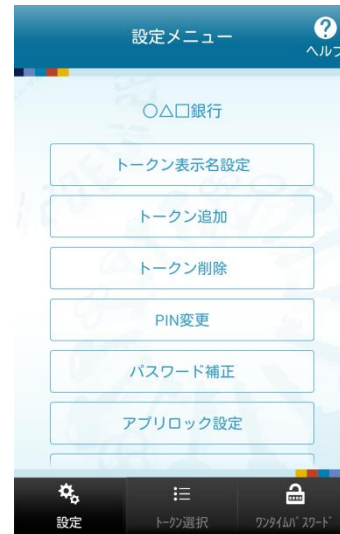 設定メニュー
?
ヘルプ
○△□銀行
トークン表示名設定
トークン追加
トークン削除
PIN変更
パスワード補正
アプリロック設定
設定
トークン選択
ワンタイムパスワード